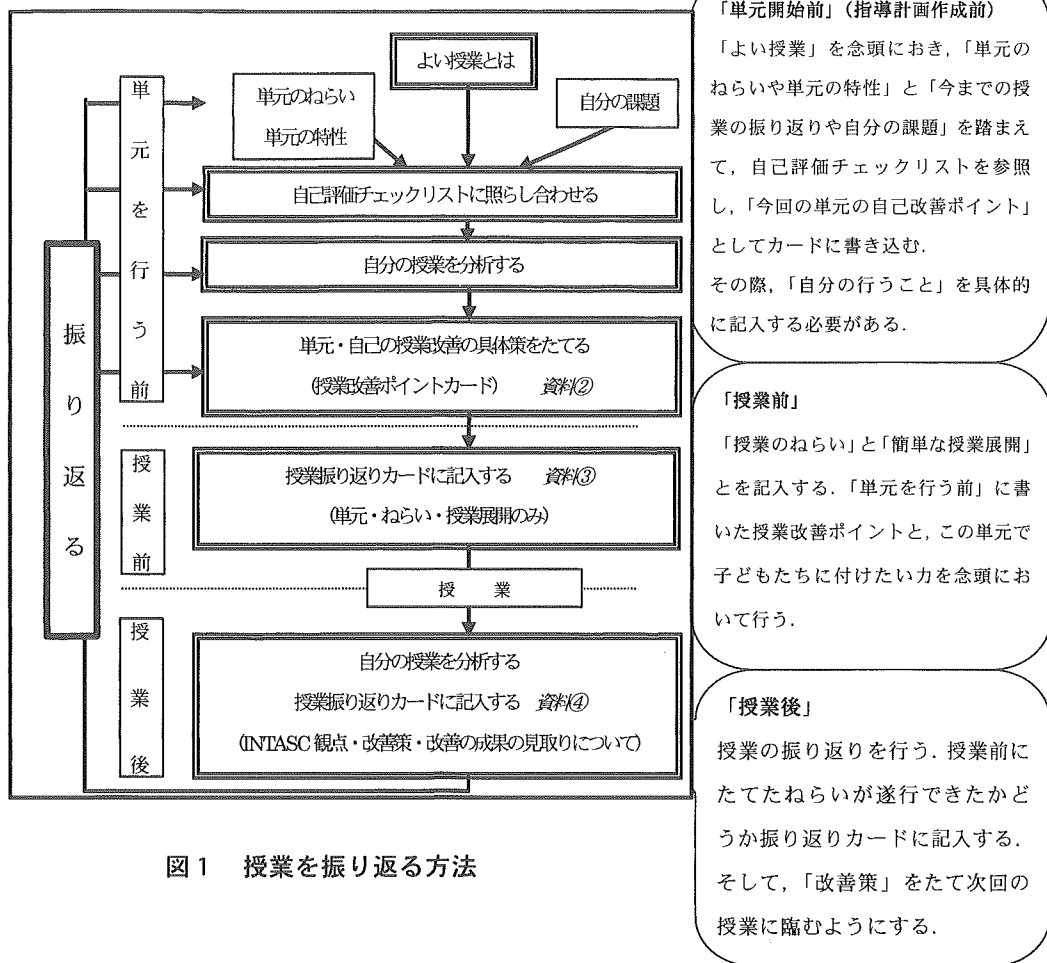 よい授業とは
単元のねらい
単元の特性
自分の課題
単元を行う前
自己評価チェックリストに照らし合わせる
自分の授業を分析する
単元・自己の授業改善の具体策をたてる
(授業改善ポイントカード) 資料②
振り返る
授業前
授業振り返りカードに記入する 資料③
(単元・ねらい・授業展開のみ)
授 業
授業後
自分の授業を分析する
授業振り返りカードに記入する 資料④
(INTASC 観点・改善策・改善の成果の見取りについて)
図1 授業を振り返る方法
「単元開始前」(指導計画作成前)
「よい授業」を念頭におき,「単元の
ねらいや単元の特性」と「今までの授
業の振り返りや自分の課題」を踏まえ
て,自己評価チェックリストを参照
し,「今回の単元の自己改善ポイント」
としてカードに書き込む.
その際,「自分の行うこと」を具体的
に記入する必要がある.
「授業前」
「授業のねらい」と「簡単な授業展開」
とを記入する.「単元を行う前」に書
いた授業改善ポイントと,この単元で
子どもたちに付けたい力を念頭にお
いて行う.
「授業後」
授業の振り返りを行う.授業前に
たてたねらいが遂行できたかど
うか振り返りカードに記入する.
そして,「改善策」をたて次回の
授業に臨むようにする.